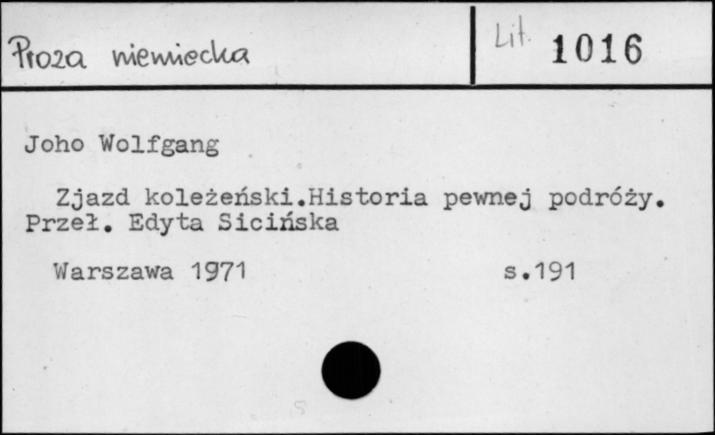 Proza niemiecka
Lit. 1016
Joho Wolfgang
Zjazd koleżeński.Historia pewnej podróży.
Przeł. Edyta Sicińska
Warszawa 1971 s.191